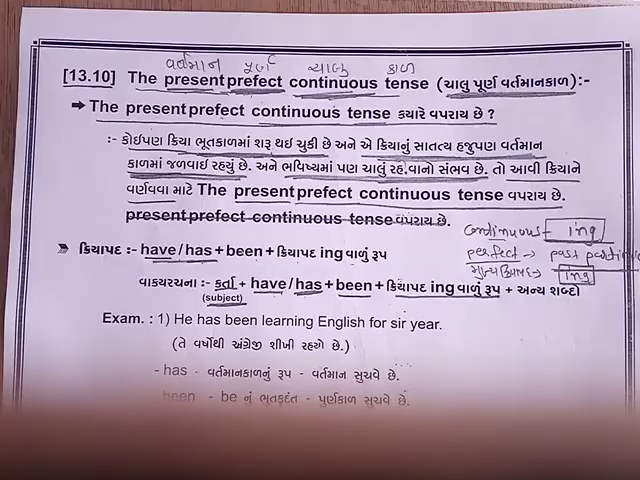 વર્તમાન પૂર્ણ ચાલુ કાળ
[13.10] The present prefect continuous tense (ચાલુ પૂર્ણ વર્તમાનકાળ):-
➡ The present prefect continuous tense ક્યારે વપરાય છે ?
:- કોઈપણ ક્રિયા ભૂતકાળમાં શરૂ થઈ ચુકી છે અને એ ક્રિયાનું સાતત્ય હજુપણ વર્તમાન
કાળમાં જળવાઈ રહ્યું છે. અને ભવિષ્યમાં પણ ચાલું રહેવાનો સંભવ છે. તો આવી ક્રિયાને
વર્ણવવા માટે The present prefect continuous tense વપરાય છે.
present prefect continuous tense વપરાય છે.
continuous - ing
➤ ક્રિયાપદ :- have / has + been + ક્રિયાપદ ing વાળું રૂપ
perfect → past
ing
વાક્યરચના :- કર્તા + have / has + been + ક્રિયાપદ ing વાળું રૂપ + અન્ય શબ્દો
(subject)
Exam. : 1) He has been learning English for sir year.
(તે વર્ષોથી અંગ્રેજી શીખી રહ્યો છે.)
- has - વર્તમાનકાળનું રૂપ - વર્તમાન સુચવે છે.
been - be નું ભુતકૃદંત - પુર્ણકાળ સુચવે છે.